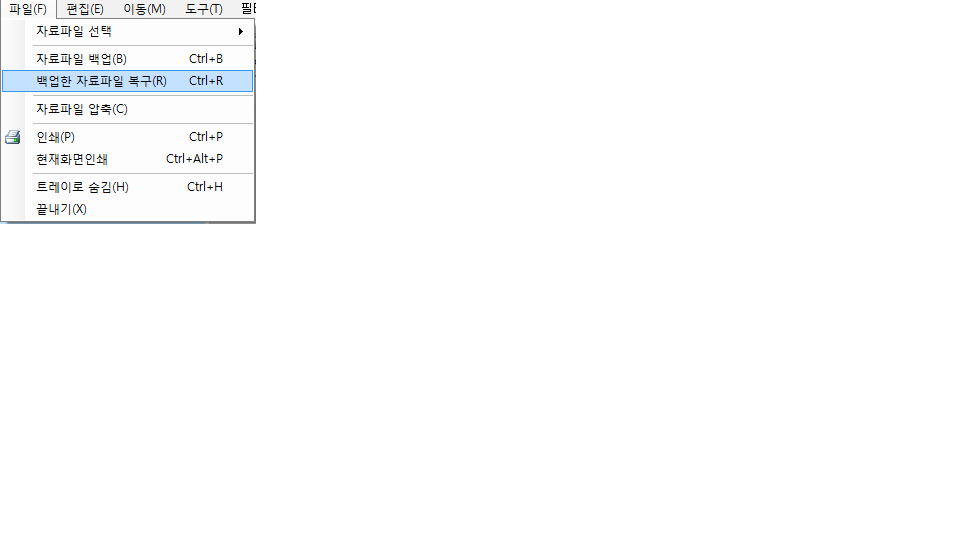 파일(F) 편집(E) 이동(M) 도구(T)
자료파일 선택
자료파일 백업(B) Ctrl+B
백업한 자료파일 복구(R) Ctrl+R
자료파일 압축(C)
인쇄(P) Ctrl+P
현재화면인쇄 Ctrl+Alt+P
트레이로 숨김(H) Ctrl+H
끝내기(X)